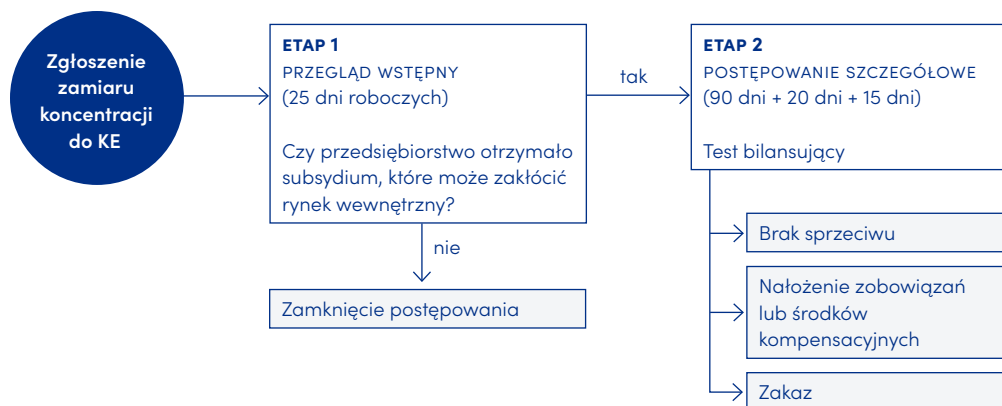 Zgłoszenie
zamiaru
koncentracji
do KE
ETAP 1
PRZEGLĄD WSTĘPNY
(25 dni roboczych)
Czy przedsiębiorstwo otrzymało
subsydium, które może zakłócić
rynek wewnętrzny?
tak
nie
Zamknięcie postępowania
ETAP 2
POSTĘPOWANIE SZCZEGÓŁOWE
(90 dni + 20 dni + 15 dni)
Test bilansujący
Brak sprzeciwu
Nałożenie zobowiązań
lub środków
kompensacyjnych
Zakaz